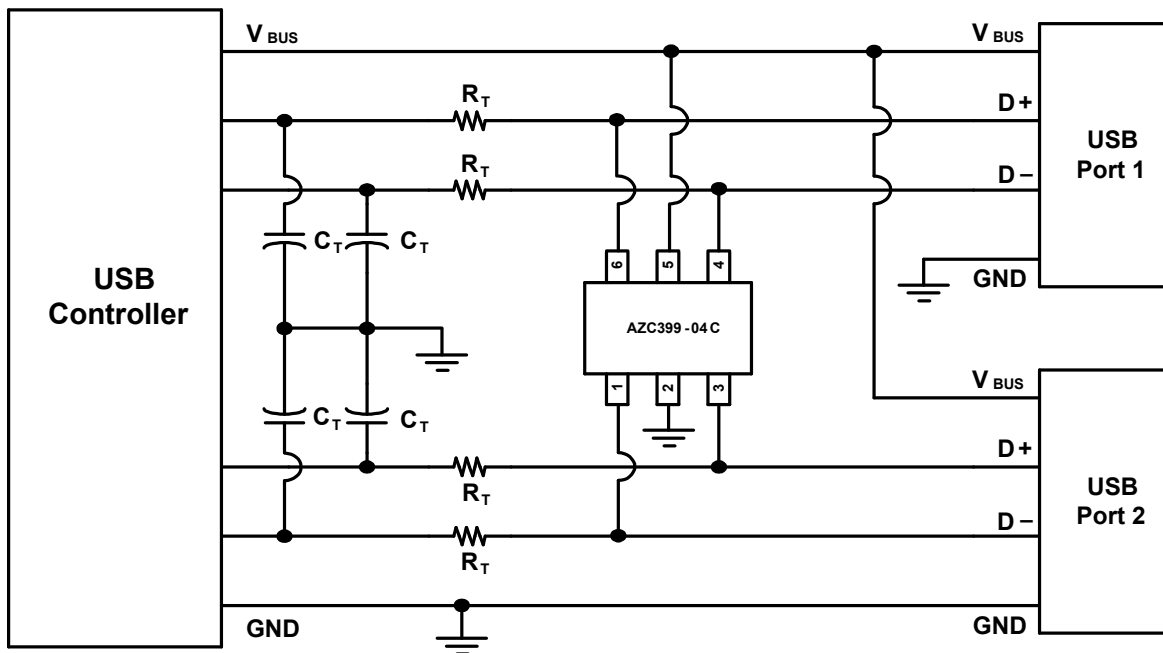 V BUS
V BUS
R T
D+
R T
D−
USB
Port 1
C T
C T
6
5
4
GND
USB
Controller
AZC399-04C
1
2
3
V BUS
C T
C T
D+
R T
USB
Port 2
D−
R T
GND
GND